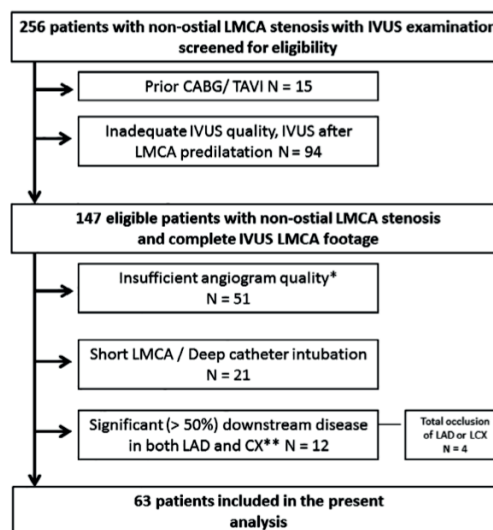 256 patients with non-ostial LMCA stenosis with IVUS examination
screened for eligibility
Prior CABG/ TAVI N = 15
Inadequate IVUS quality, IVUS after
LMCA predilatation N = 94
147 eligible patients with non-ostial LMCA stenosis
and complete IVUS LMCA footage
Insufficient angiogram quality*
N = 51
Short LMCA / Deep catheter intubation
N = 21
Significant (> 50%) downstream disease
in both LAD and CX** N = 12
Total occlusion
of LAD or LCX
N = 4
63 patients included in the present
analysis